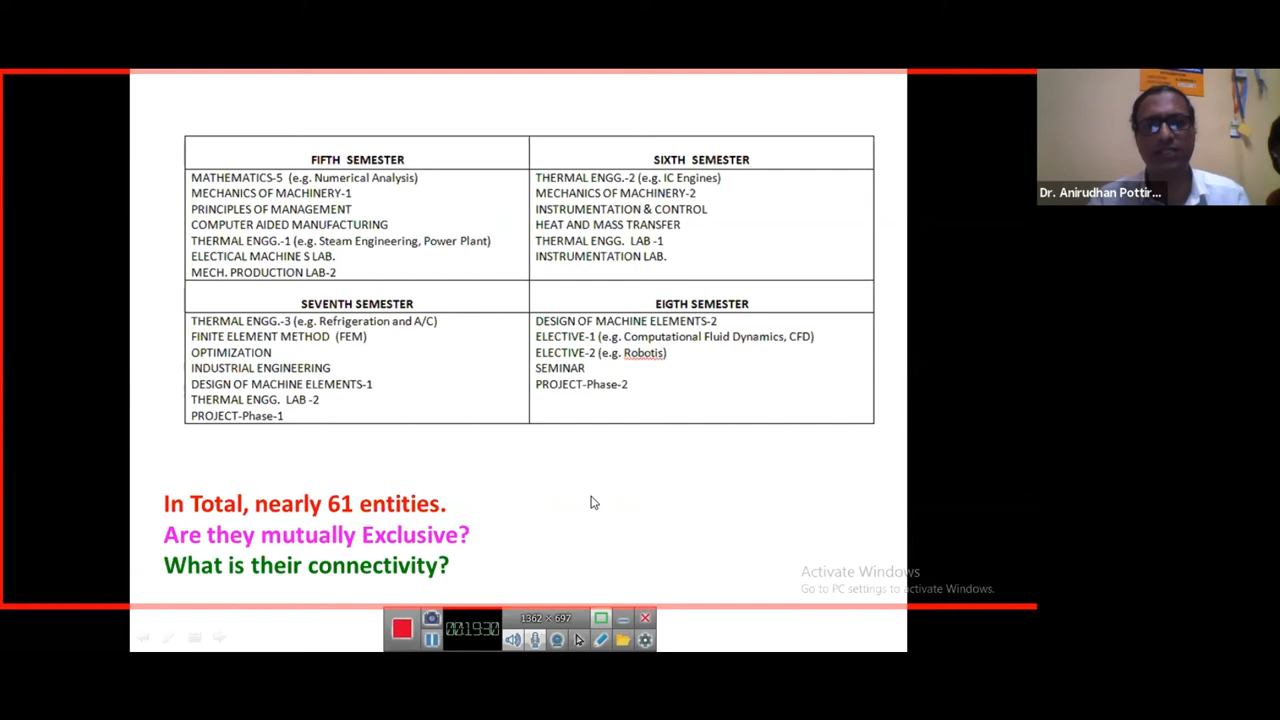 FIFTH SEMESTER
MATHEMATICS-5 (e.g. Numerical Analysis)
MECHANICS OF MACHINERY-1
PRINCIPLES OF MANAGEMENT
COMPUTER AIDED MANUFACTURING
THERMAL ENGG.-1 (e.g. Steam Engineering, Power Plant)
ELECTICAL MACHINE S LAB.
MECH. PRODUCTION LAB-2
SIXTH SEMESTER
THERMAL ENGG.-2 (e.g. IC Engines)
MECHANICS OF MACHINERY-2
INSTRUMENTATION & CONTROL
HEAT AND MASS TRANSFER
THERMAL ENGG. LAB -1
INSTRUMENTATION LAB.
SEVENTH SEMESTER
THERMAL ENGG.-3 (e.g. Refrigeration and A/C)
FINITE ELEMENT METHOD (FEM)
OPTIMIZATION
INDUSTRIAL ENGINEERING
DESIGN OF MACHINE ELEMENTS-1
THERMAL ENGG. LAB -2
PROJECT-Phase-1
EIGTH SEMESTER
DESIGN OF MACHINE ELEMENTS-2
ELECTIVE-1 (e.g. Computational Fluid Dynamics, CFD)
ELECTIVE-2 (e.g. Robotis)
SEMINAR
PROJECT-Phase-2
In Total, nearly 61 entities.
Are they mutually Exclusive?
What is their connectivity?
Dr. Anirudhan Pottir...
Activate Windows
Go to PC settings to activate Windows.
1362 × 697
00:19:30